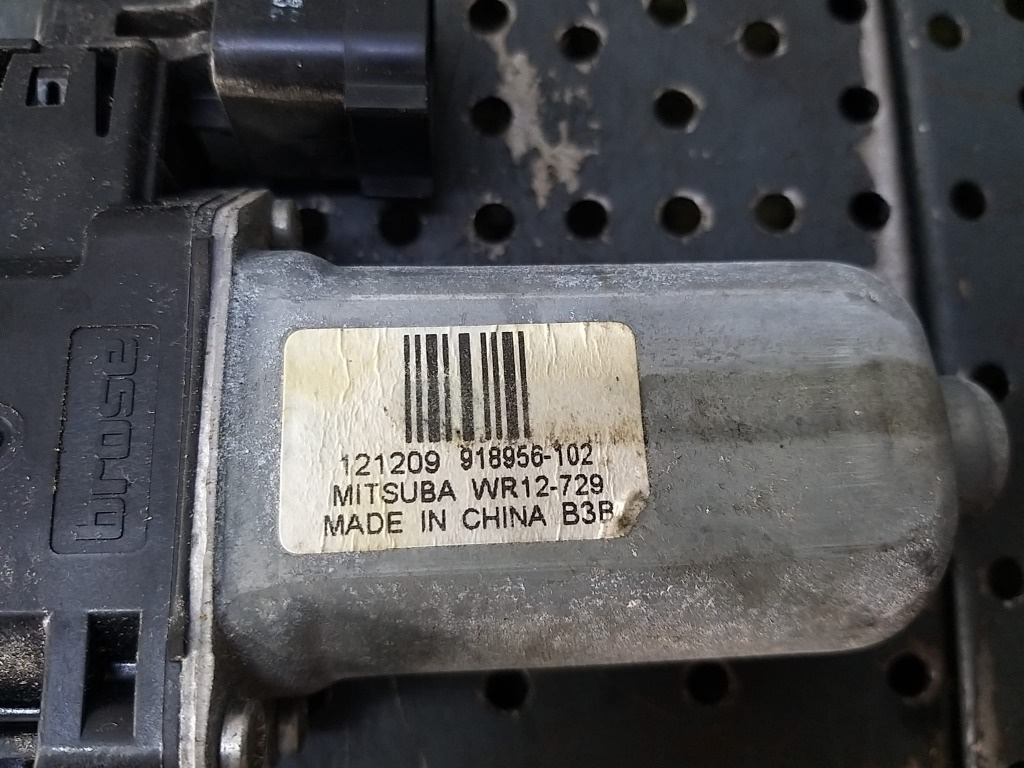 brose
121209 918956-102
MITSUBA WR12-729
MADE IN CHINA B3B